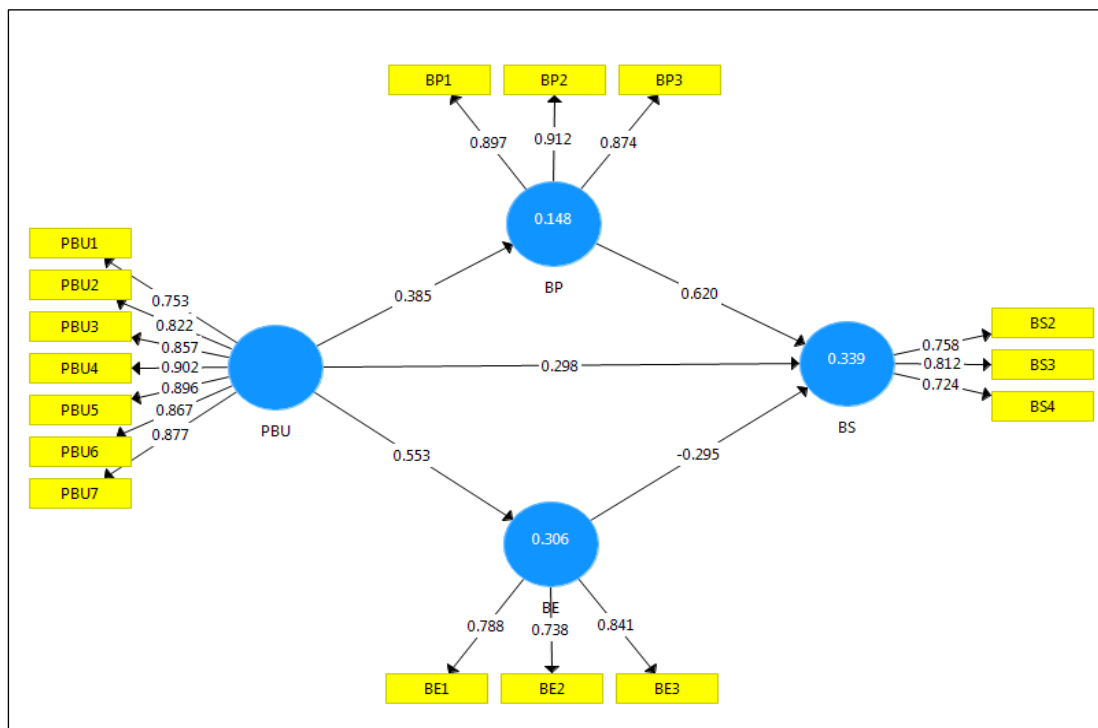 BP1 BP2 BP3
0.897 0.912 0.874
0.148
BP
PBU1
PBU2
PBU3
PBU4
PBU5
PBU6
PBU7
0.753
0.822
0.857
0.902
0.896
0.867
0.877
PBU
0.385
0.620
0.298
0.553
-0.295
0.339
BS
0.758
0.812
0.724
BS2
BS3
BS4
0.306
BE
0.788 0.738 0.841
BE1 BE2 BE3